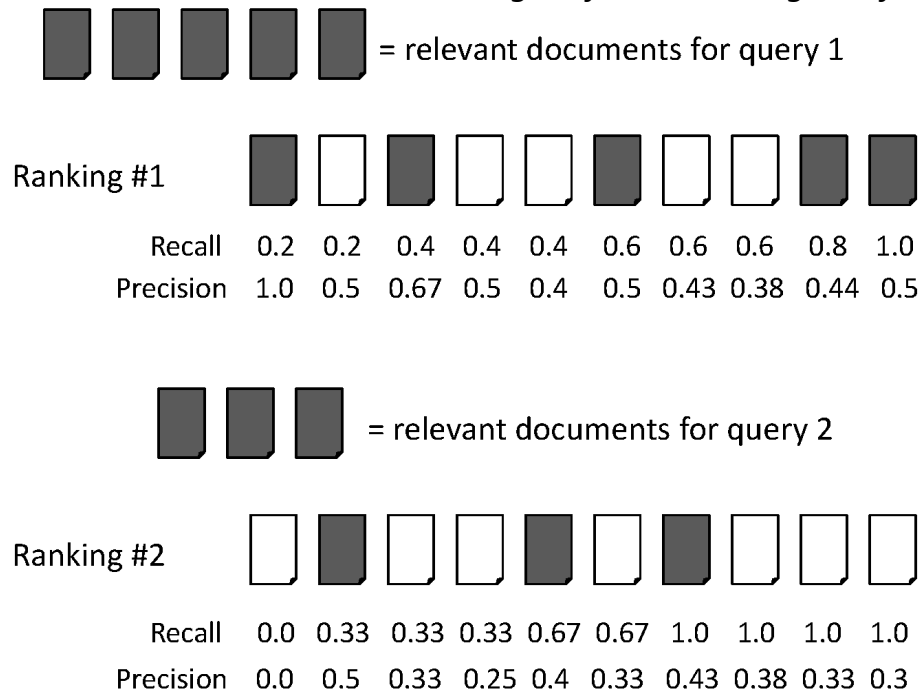 = relevant documents for query 1
Ranking #1
Recall 0.2 0.2 0.4 0.4 0.4 0.6 0.6 0.6 0.8 1.0
Precision 1.0 0.5 0.67 0.5 0.4 0.5 0.43 0.38 0.44 0.5
= relevant documents for query 2
Ranking #2
Recall 0.0 0.33 0.33 0.33 0.67 0.67 1.0 1.0 1.0 1.0
Precision 0.0 0.5 0.33 0.25 0.4 0.33 0.43 0.38 0.33 0.3